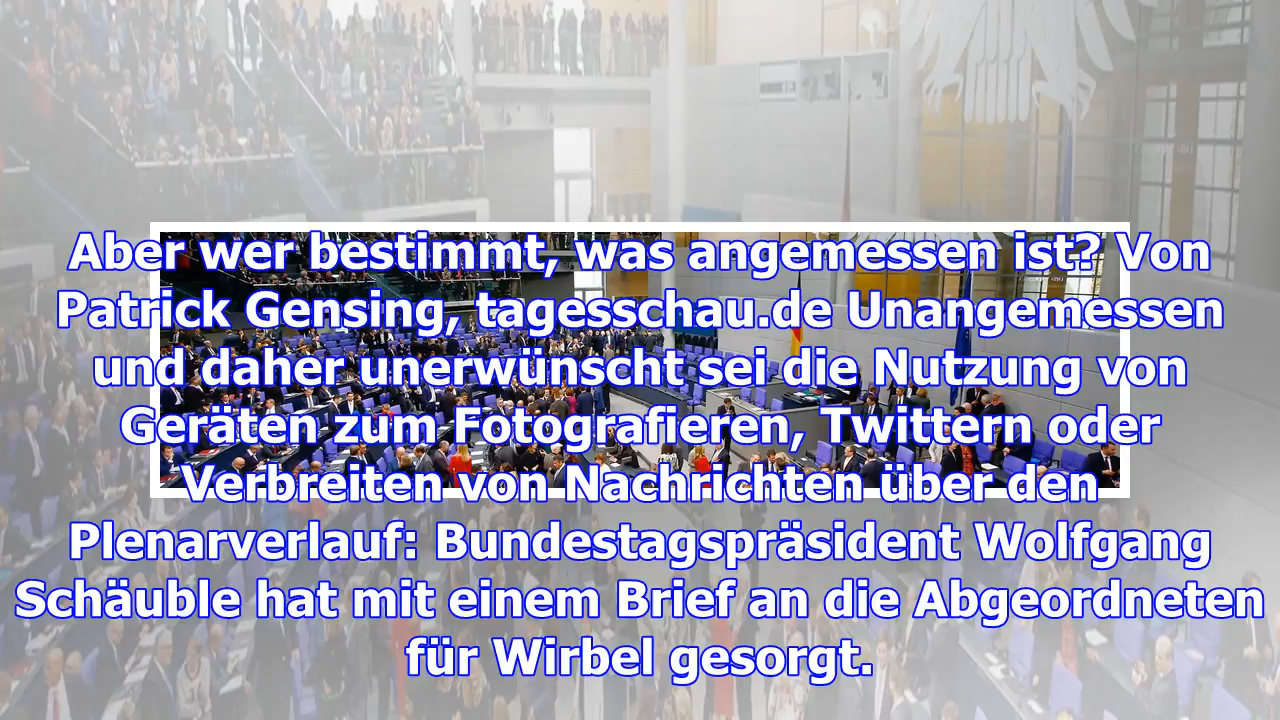 Aber wer bestimmt, was angemessen ist? Von
Patrick Gensing, tagesschau.de Unangemessen
und daher unerwünscht sei die Nutzung von
Geräten zum Fotografieren, Twittern oder
Verbreiten von Nachrichten über den
Plenarverlauf: Bundestagspräsident Wolfgang
Schäuble hat mit einem Brief an die Abgeordneten
für Wirbel gesorgt.